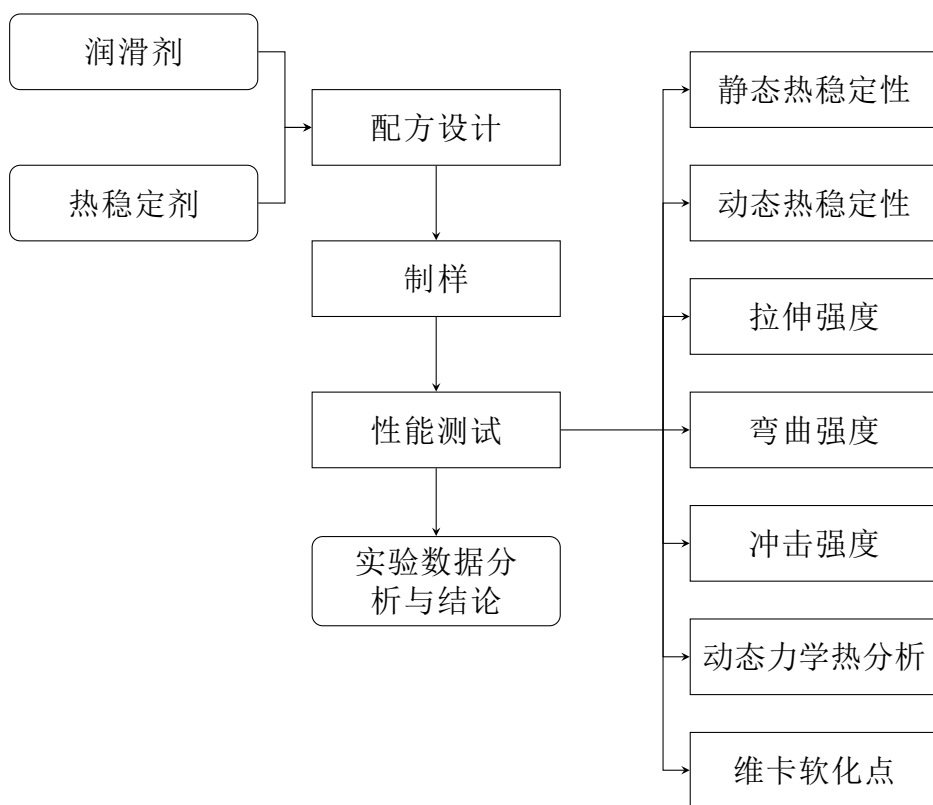 润滑剂
热稳定剂
配方设计
制样
性能测试
实验数据分
析与结论
静态热稳定性
动态热稳定性
拉伸强度
弯曲强度
冲击强度
动态力学热分析
维卡软化点